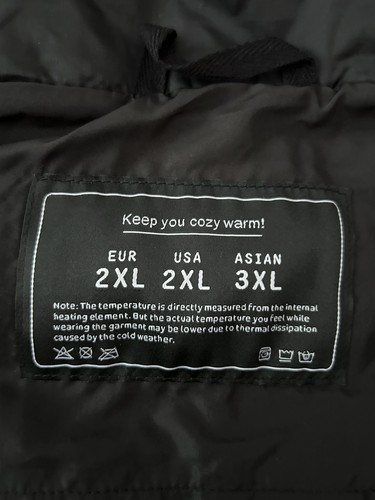 Keep you cozy warm!
EUR USA ASIAN
2XL 2XL 3XL
Note: The temperature is directly measured from the internal
heating element. But the actual temperature you feel while
wearing the garment may be lower due to thermal dissipation
caused by the cold weather.